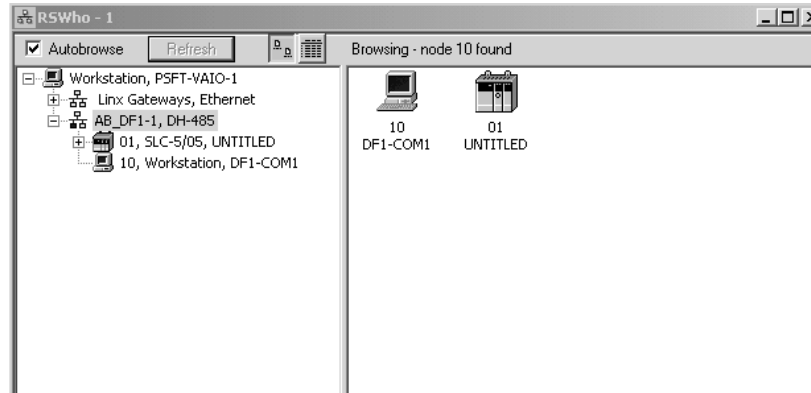 RSWho - 1
Autobrowse Refresh Browsing - node 10 found
Workstation, PSFT-VAIO-1
Linx Gateways, Ethernet
AB_DF1-1, DH-485
01, SLC-5/05, UNTITLED
10, Workstation, DF1-COM1
10
DF1-COM1
01
UNTITLED